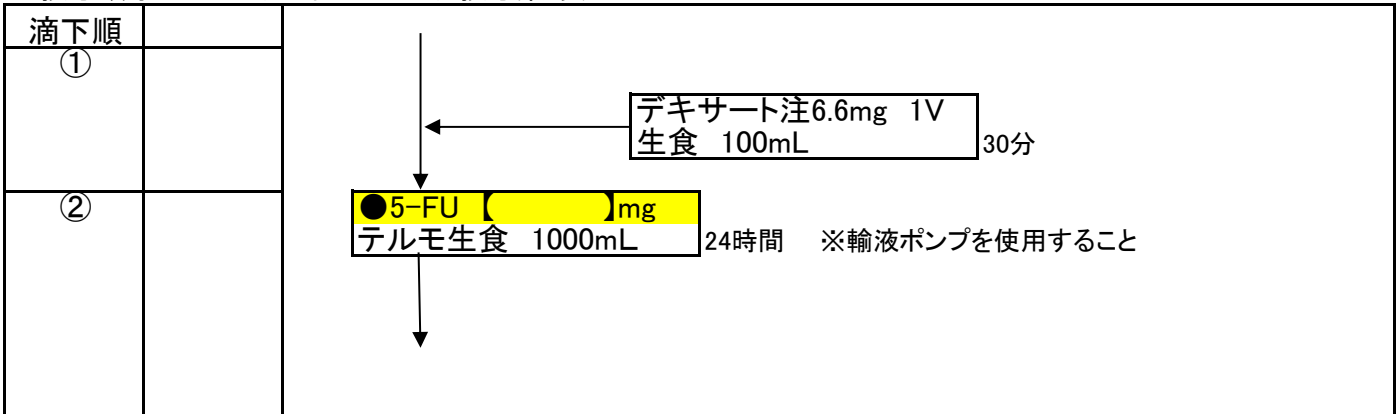 滴下順
①
デキサート注6.6mg 1V
生食 100mL
30分
②
●5-FU 【 】mg
テルモ生食 1000mL
24時間 ※輸液ポンプを使用すること